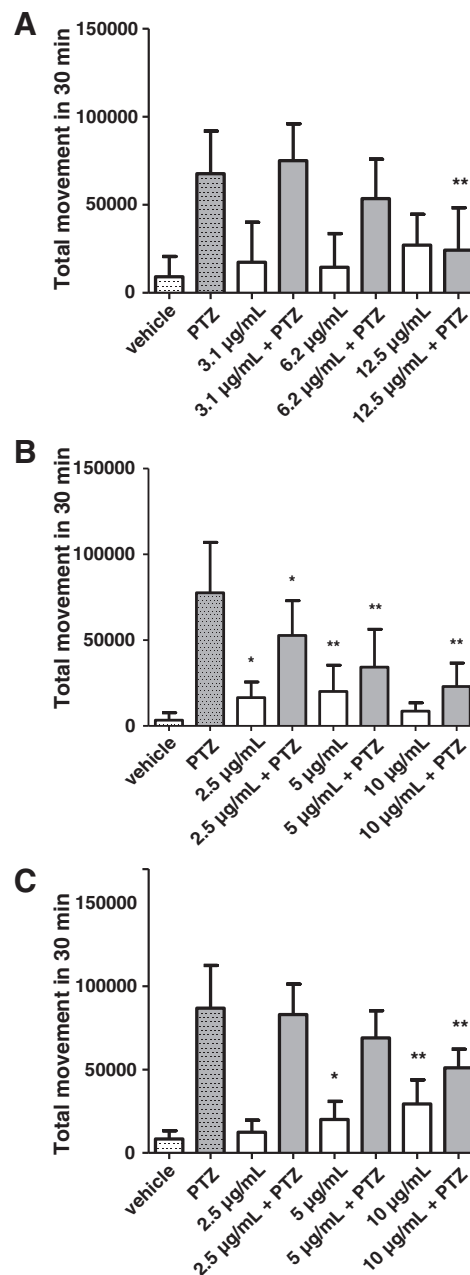 A
Total movement in 30 min
150000
100000
50000
0
**
vehicle
PTZ
3.1 µg/mL
3.1 µg/mL + PTZ
6.2 µg/mL
6.2 µg/mL + PTZ
12.5 µg/mL
12.5 µg/mL + PTZ
B
Total movement in 30 min
150000
100000
50000
0
*
*
**
**
**
vehicle
PTZ
2.5 µg/mL
2.5 µg/mL + PTZ
5 µg/mL
5 µg/mL + PTZ
10 µg/mL
10 µg/mL + PTZ
C
Total movement in 30 min
150000
100000
50000
0
*
**
**
vehicle
PTZ
2.5 µg/mL
2.5 µg/mL + PTZ
5 µg/mL
5 µg/mL + PTZ
10 µg/mL
10 µg/mL + PTZ